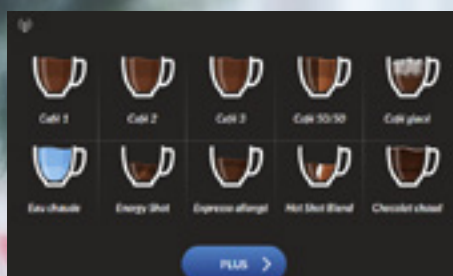 Café 1
Café 2
Café 3
Café 50/50
Café glacé
Eau chaude
Energy Shot
Espresso allongé
Hot Shot Blend
Chocolat chaud
PLUS